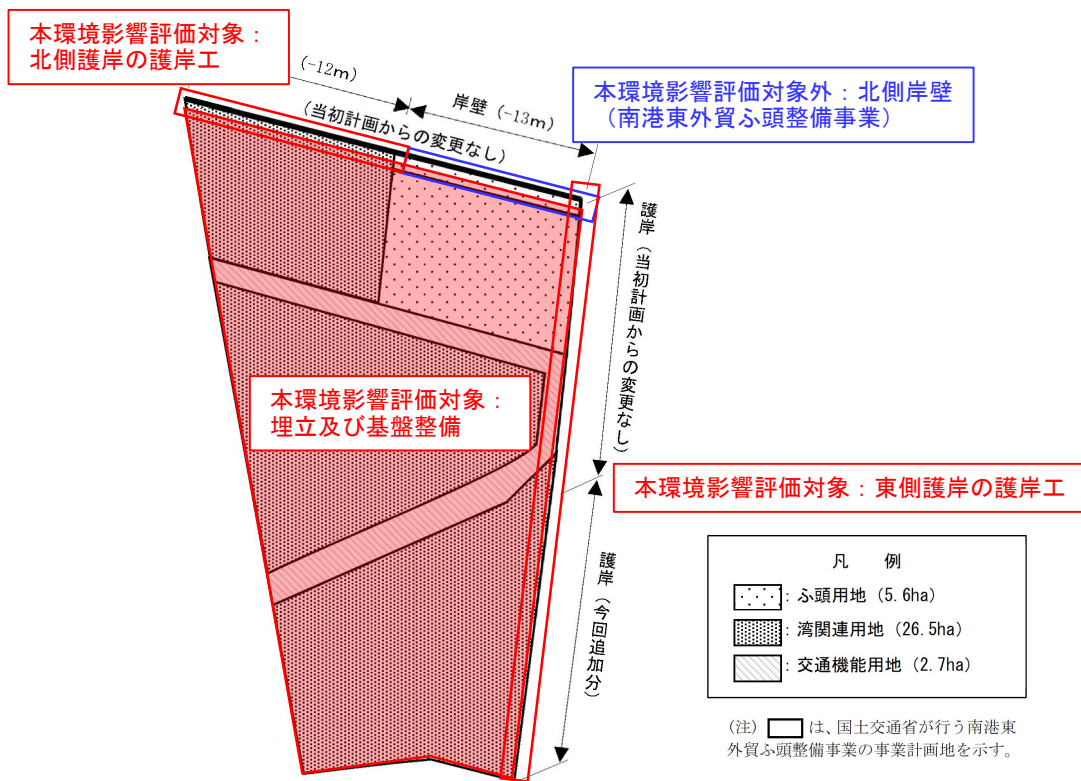 本環境影響評価対象：
北側護岸の護岸工
(-12m)
岸壁 (-13m)
(当初計画からの変更なし)
本環境影響評価対象外：北側岸壁
（南港東外貿ふ頭整備事業）
護岸（当初計画からの変更なし）
本環境影響評価対象：
埋立及び基盤整備
本環境影響評価対象：東側護岸の護岸工
護岸（今回追加分）
凡 例
：ふ頭用地（5.6ha）
：湾関連用地（26.5ha）
：交通機能用地（2.7ha）
（注） は、国土交通省が行う南港東
外貿ふ頭整備事業の事業計画地を示す。